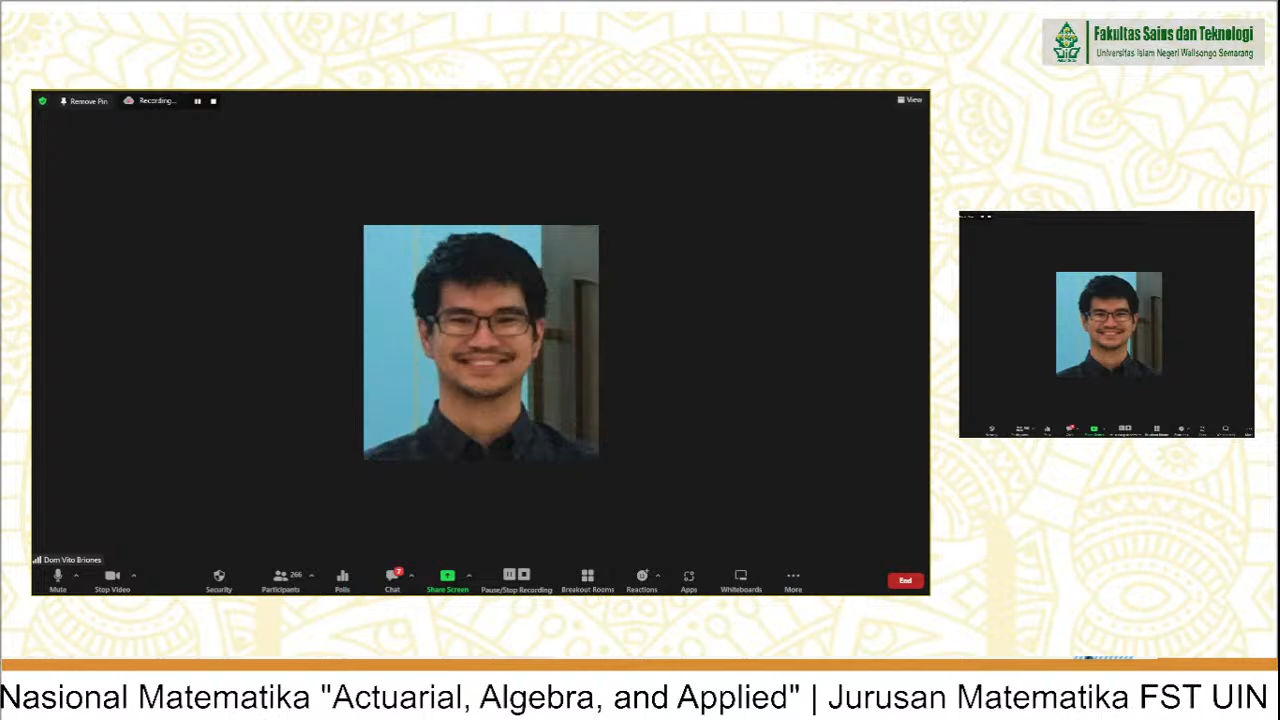 Fakultas Sains dan Teknologi
Universitas Islam Negeri Walisongo Semarang
Remove Pin
Recording...
View
Dom Vito Briones
Mute
Stop Video
Security
266
Participants
Polls
2
Chat
Share Screen
Pause/Stop Recording
Breakout Rooms
Reactions
Apps
Whiteboards
More
End
Nasional Matematika "Actuarial, Algebra, and Applied" | Jurusan Matematika FST UIN